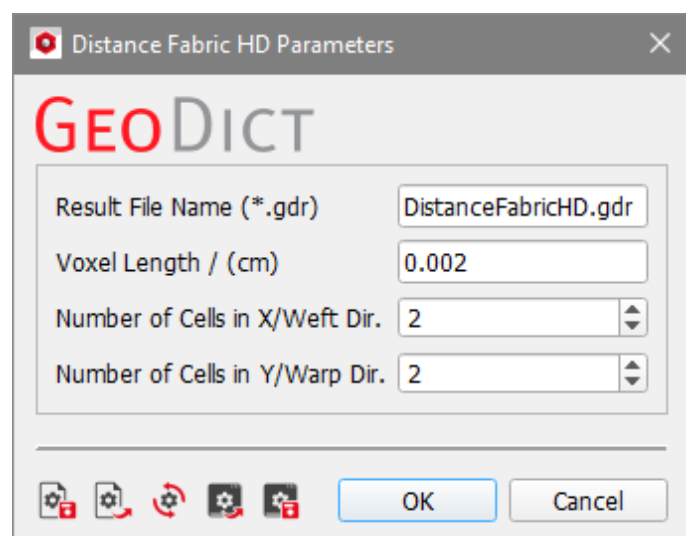 Distance Fabric HD Parameters
GEODICT
Result File Name (*.gdr) DistanceFabricHD.gdr
Voxel Length / (cm) 0.002
Number of Cells in X/Weft Dir. 2
Number of Cells in Y/Warp Dir. 2
OK Cancel